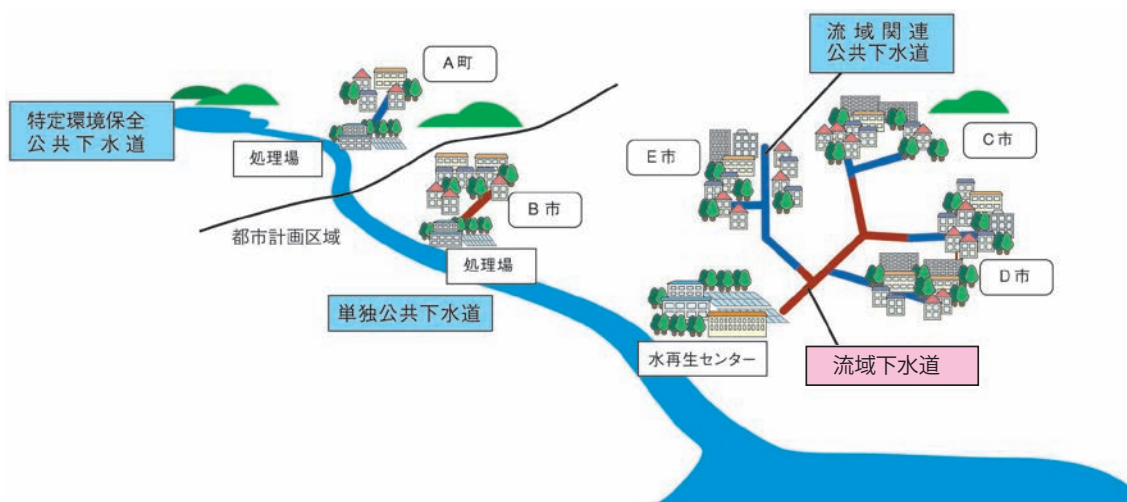 流域関連
公共下水道
A町
特定環境保全
公共下水道
処理場
E市
C市
B市
都市計画区域
処理場
D市
単独公共下水道
水再生センター
流域下水道